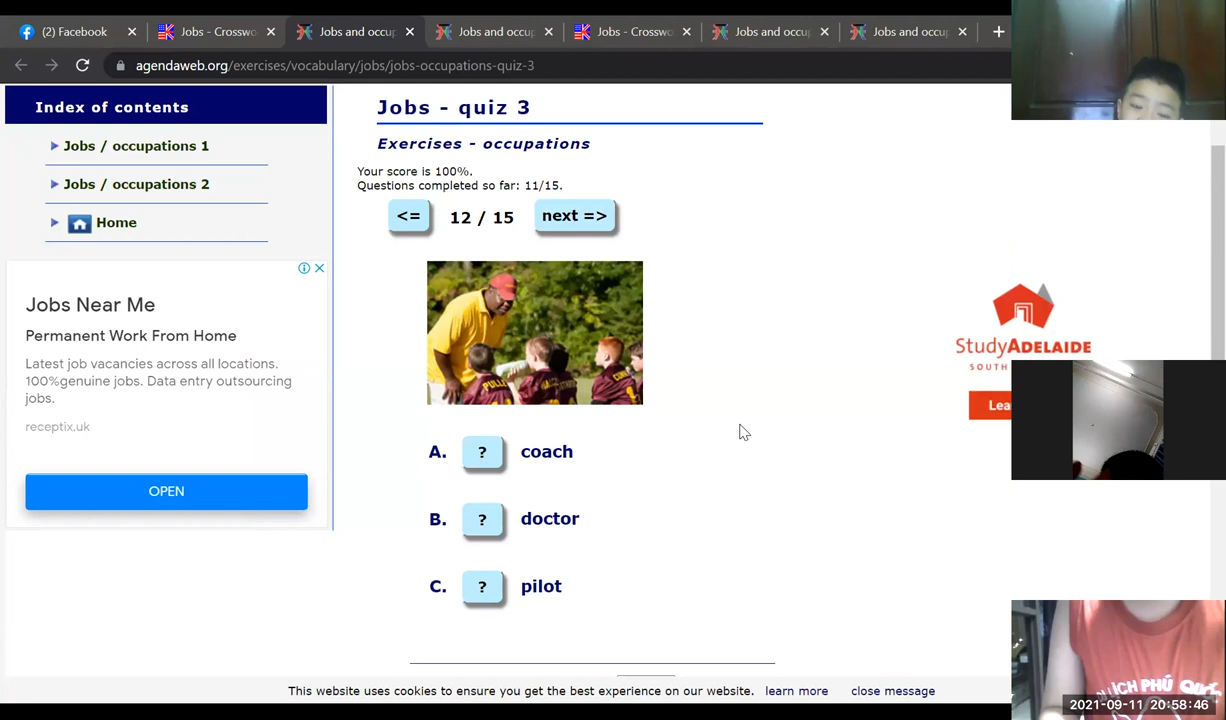 (2) Facebook
Jobs - Crosswo
Jobs and occup
Jobs and occup
Jobs - Crosswo
Jobs and occup
Jobs and occup
agendaweb.org/exercises/vocabulary/jobs/jobs-occupations-quiz-3
Index of contents
Jobs / occupations 1
Jobs / occupations 2
Home
Jobs Near Me
Permanent Work From Home
Latest job vacancies across all locations.
100%genuine jobs. Data entry outsourcing
jobs.
receptix.uk
OPEN
Jobs - quiz 3
Exercises - occupations
Your score is 100%.
Questions completed so far: 11/15.
<= 12 / 15 next =>
A. ? coach
B. ? doctor
C. ? pilot
StudyADELAIDE
SOUTH
Lea
This website uses cookies to ensure you get the best experience on our website. learn more close message
LỊCH PHÚ QUỐC
2021-09-11 20:58:46